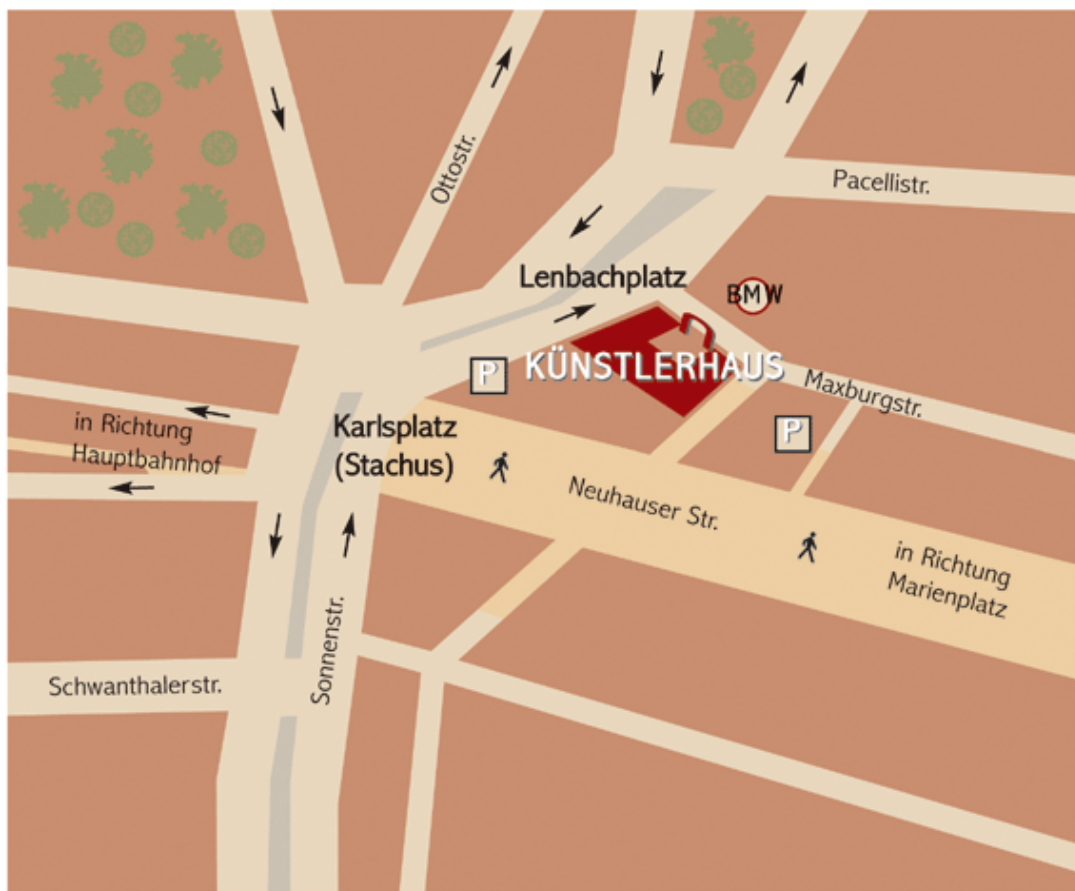 Ottostr.
Pacellistr.
Lenbachplatz
BMW
KÜNSTLERHAUS
P
Maxburgstr.
in Richtung
Hauptbahnhof
Karlsplatz
(Stachus)
P
Neuhauser Str.
in Richtung
Marienplatz
Sonnenstr.
Schwanthalerstr.